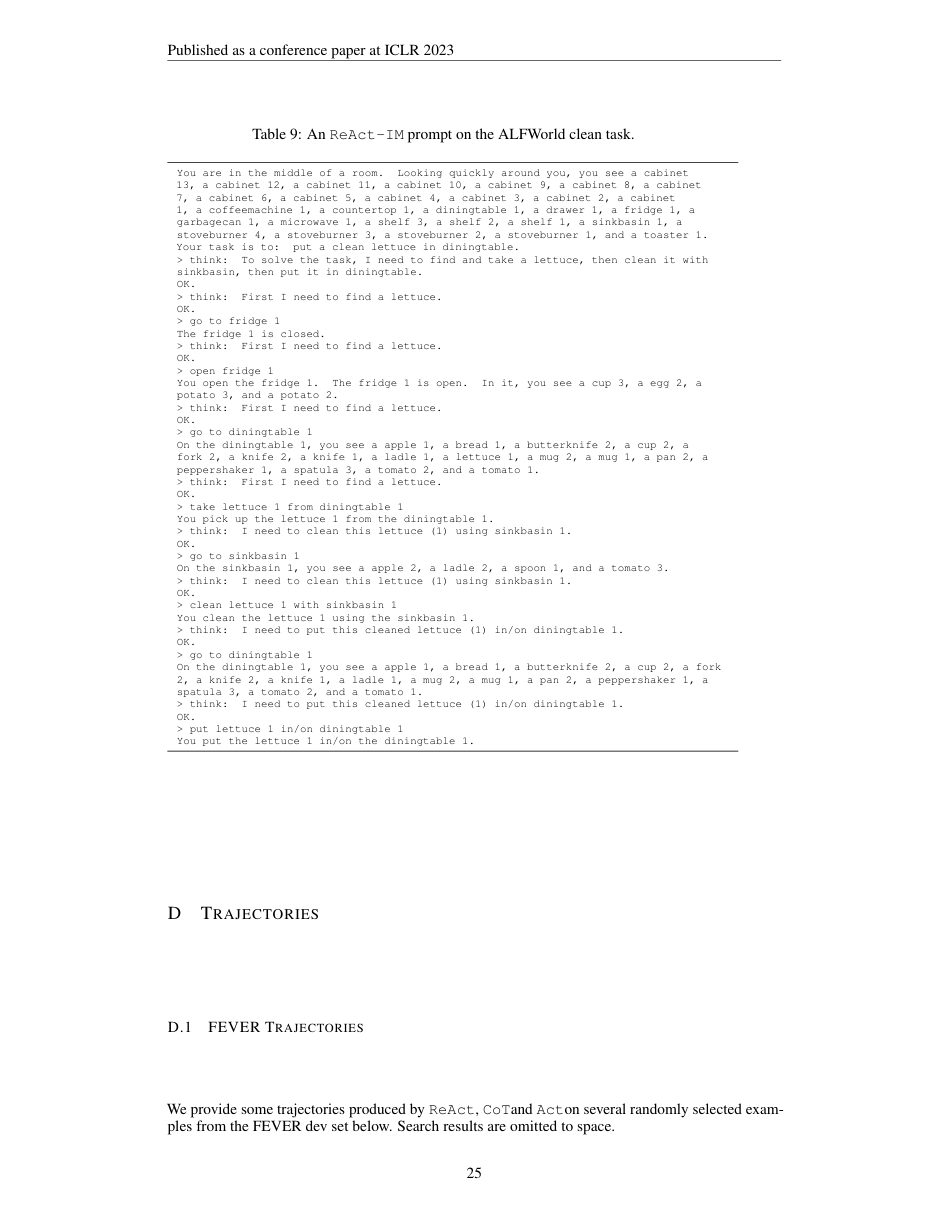 Published as a conference paper at ICLR 2023
Table 9: An ReAct-IM prompt on the ALFWorld clean task.
You are in the middle of a room. Looking quickly around you, you see a cabinet
13, a cabinet 12, a cabinet 11, a cabinet 10, a cabinet 9, a cabinet 8, a cabinet
7, a cabinet 6, a cabinet 5, a cabinet 4, a cabinet 3, a cabinet 2, a cabinet
1, a coffeemachine 1, a countertop 1, a diningtable 1, a drawer 1, a fridge 1, a
garbagecan 1, a microwave 1, a shelf 3, a shelf 2, a shelf 1, a sinkbasin 1, a
stoveburner 4, a stoveburner 3, a stoveburner 2, a stoveburner 1, and a toaster 1.
Your task is to: put a clean lettuce in diningtable.
> think: To solve the task, I need to find and take a lettuce, then clean it with
sinkbasin, then put it in diningtable.
OK.
> think: First I need to find a lettuce.
OK.
> go to fridge 1
The fridge 1 is closed.
> think: First I need to find a lettuce.
OK.
> open fridge 1
You open the fridge 1. The fridge 1 is open. In it, you see a cup 3, a egg 2, a
potato 3, and a potato 2.
> think: First I need to find a lettuce.
OK.
> go to diningtable 1
On the diningtable 1, you see a apple 1, a bread 1, a butterknife 2, a cup 2, a
fork 2, a knife 2, a knife 1, a ladle 1, a lettuce 1, a mug 2, a mug 1, a pan 2, a
peppershaker 1, a spatula 3, a tomato 2, and a tomato 1.
> think: First I need to find a lettuce.
OK.
> take lettuce 1 from diningtable 1
You pick up the lettuce 1 from the diningtable 1.
> think: I need to clean this lettuce (1) using sinkbasin 1.
OK.
> go to sinkbasin 1
On the sinkbasin 1, you see a apple 2, a ladle 2, a spoon 1, and a tomato 3.
> think: I need to clean this lettuce (1) using sinkbasin 1.
OK.
> clean lettuce 1 with sinkbasin 1
You clean the lettuce 1 using the sinkbasin 1.
> think: I need to put this cleaned lettuce (1) in/on diningtable 1.
OK.
> go to diningtable 1
On the diningtable 1, you see a apple 1, a bread 1, a butterknife 2, a cup 2, a fork
2, a knife 2, a knife 1, a ladle 1, a mug 2, a mug 1, a pan 2, a peppershaker 1, a
spatula 3, a tomato 2, and a tomato 1.
> think: I need to put this cleaned lettuce (1) in/on diningtable 1.
OK.
> put lettuce 1 in/on diningtable 1
You put the lettuce 1 in/on the diningtable 1.
D TRAJECTORIES
D.1 FEVER TRAJECTORIES
We provide some trajectories produced by ReAct, CoTand Acton several randomly selected exam-
ples from the FEVER dev set below. Search results are omitted to space.
25